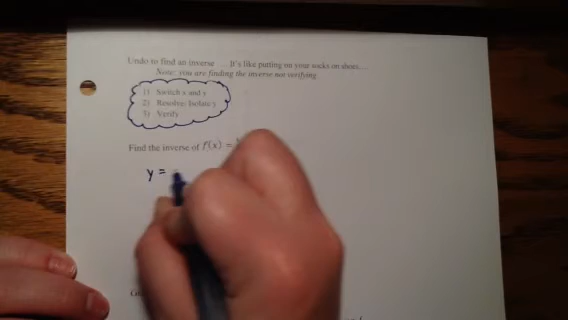 Undo to find an inverse … It's like putting on your socks on shoes…
Note: you are finding the inverse not verifying
1) Switch x and y
2) Resolve: Isolate y
3) Verify
Find the inverse of f(x) =
y =